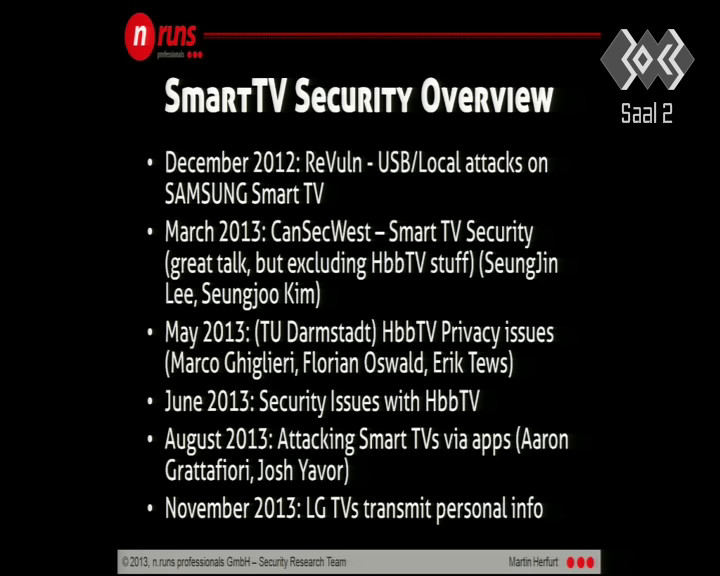 n runs
professionals
30C3
Saal 2
SmartTV Security Overview
• December 2012: ReVuln - USB/Local attacks on
SAMSUNG Smart TV
• March 2013: CanSecWest – Smart TV Security
(great talk, but excluding HbbTV stuff) (SeungJin
Lee, Seungjoo Kim)
• May 2013: (TU Darmstadt) HbbTV Privacy issues
(Marco Ghiglieri, Florian Oswald, Erik Tews)
• June 2013: Security Issues with HbbTV
• August 2013: Attacking Smart TVs via apps (Aaron
Grattafiori, Josh Yavor)
• November 2013: LG TVs transmit personal info
© 2013, n.runs professionals GmbH – Security Research Team
Martin Herfurt